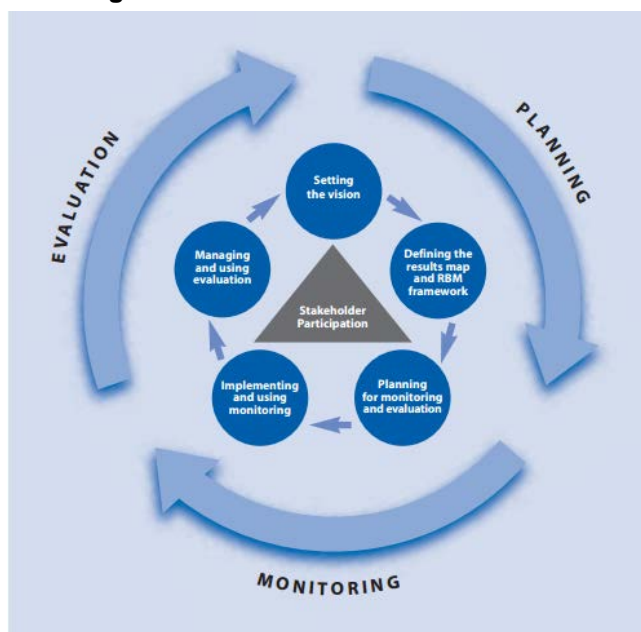 EVALUATION
PLANNING
Setting
the vision
Managing
and using
evaluation
Defining the
results map
and RBM
framework
Stakeholder
Participation
Implementing
and using
monitoring
Planning
for monitoring
and evaluation
MONITORING